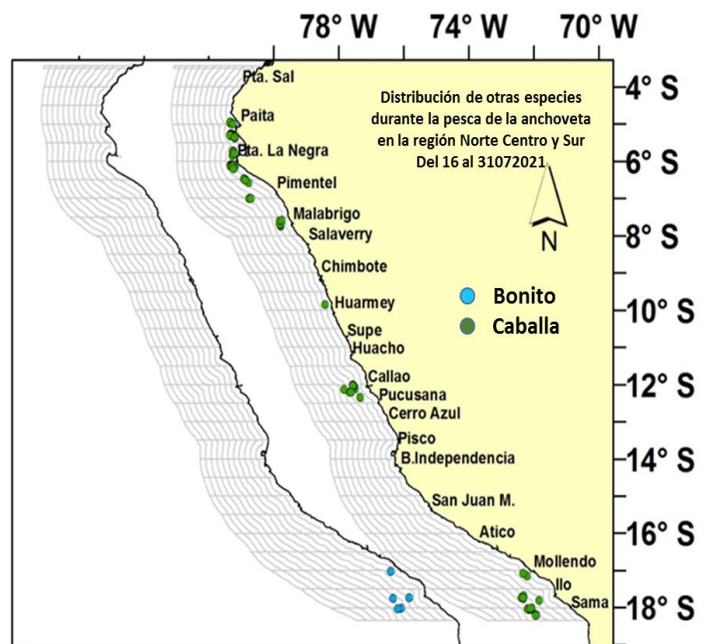 78° W 74° W 70° W
Pta. Sal
4° S
Distribución de otras especies
durante la pesca de la anchoveta
en la región Norte Centro y Sur
Del 16 al 31072021
Paita
Pta. La Negra
6° S
Pimentel
Malabrigo
Salaverry
8° S
N
Chimbote
Bonito
Huarmey
10° S
Caballa
Supe
Huacho
Callao
12° S
Pucusana
Cerro Azul
Pisco
B.Independencia
14° S
San Juan M.
Atico
16° S
Mollendo
Ilo
Sama
18° S